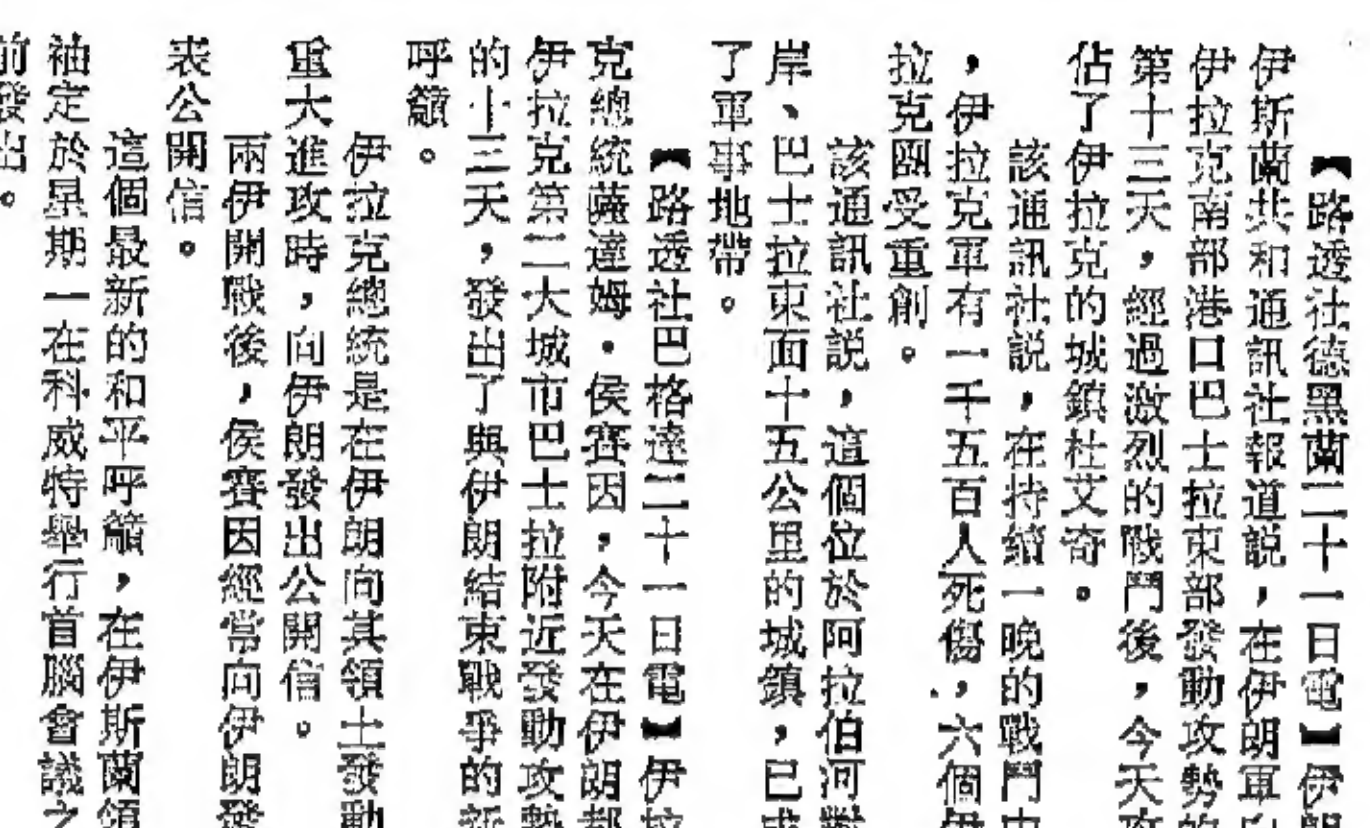 【路透社德黑蘭二十一日電】伊朗
伊斯蘭共和通訊社報道説，在伊朗軍向
伊拉克南部港口巴士拉東部發動攻勢的
第十三天，經過激烈的戰鬥後，今天攻
佔了伊拉克的城鎮杜艾奇。
該通訊社説，在持續一晚的戰鬥中
，伊拉克軍有一千五百人死傷，六個伊
拉克團受重創。
該通訊社説，這個位於阿拉伯河對
岸、巴士拉東面十五公里的城鎮，已成
了軍事地帶。
【路透社巴格達二十一日電】伊拉
克總統薩達姆·侯賽因，今天在伊朗都
伊拉克第二大城市巴士拉附近發動攻勢
的十三天，發出了與伊朗結束戰爭的新
呼籲。
伊拉克總統是在伊朗向其領土發動
重大進攻時，向伊朗發出公開信。
兩伊開戰後，侯賽因經常向伊朗發
表公開信。
這個最新的和平呼籲，在伊斯蘭領
袖定於星期一在科威特舉行首腦會議之
前發出。